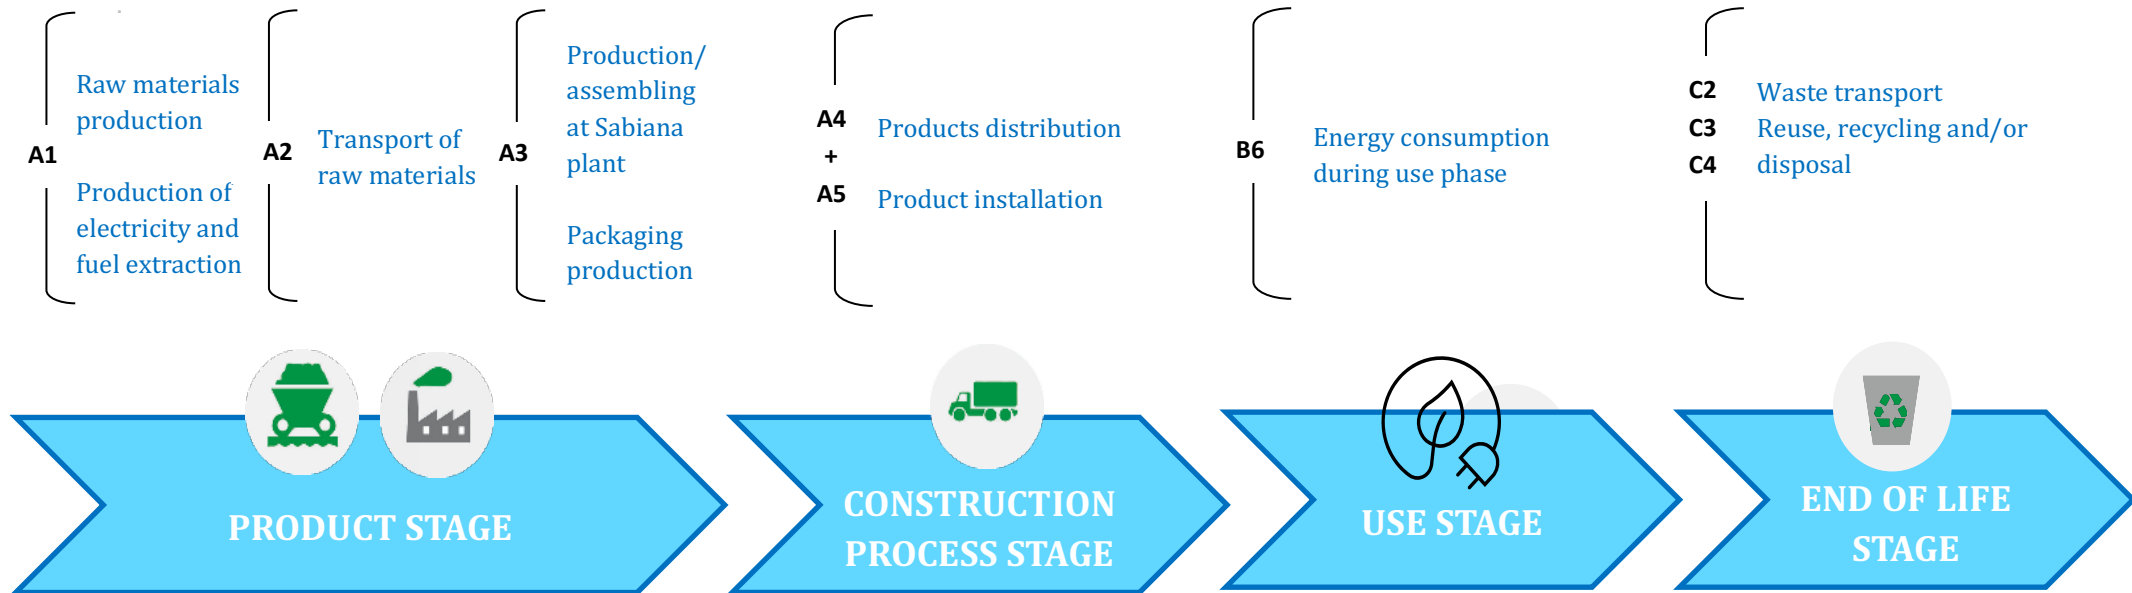 A1
Raw materials
production
Production of
electricity and
fuel extraction
A2
Transport of
raw materials
A3
Production/
assembling
at Sabiana
plant
Packaging
production
A4
+
A5
Products distribution
Product installation
B6
Energy consumption
during use phase
C2
C3
C4
Waste transport
Reuse, recycling and/or
disposal
PRODUCT STAGE
CONSTRUCTION
PROCESS STAGE
USE STAGE
END OF LIFE
STAGE